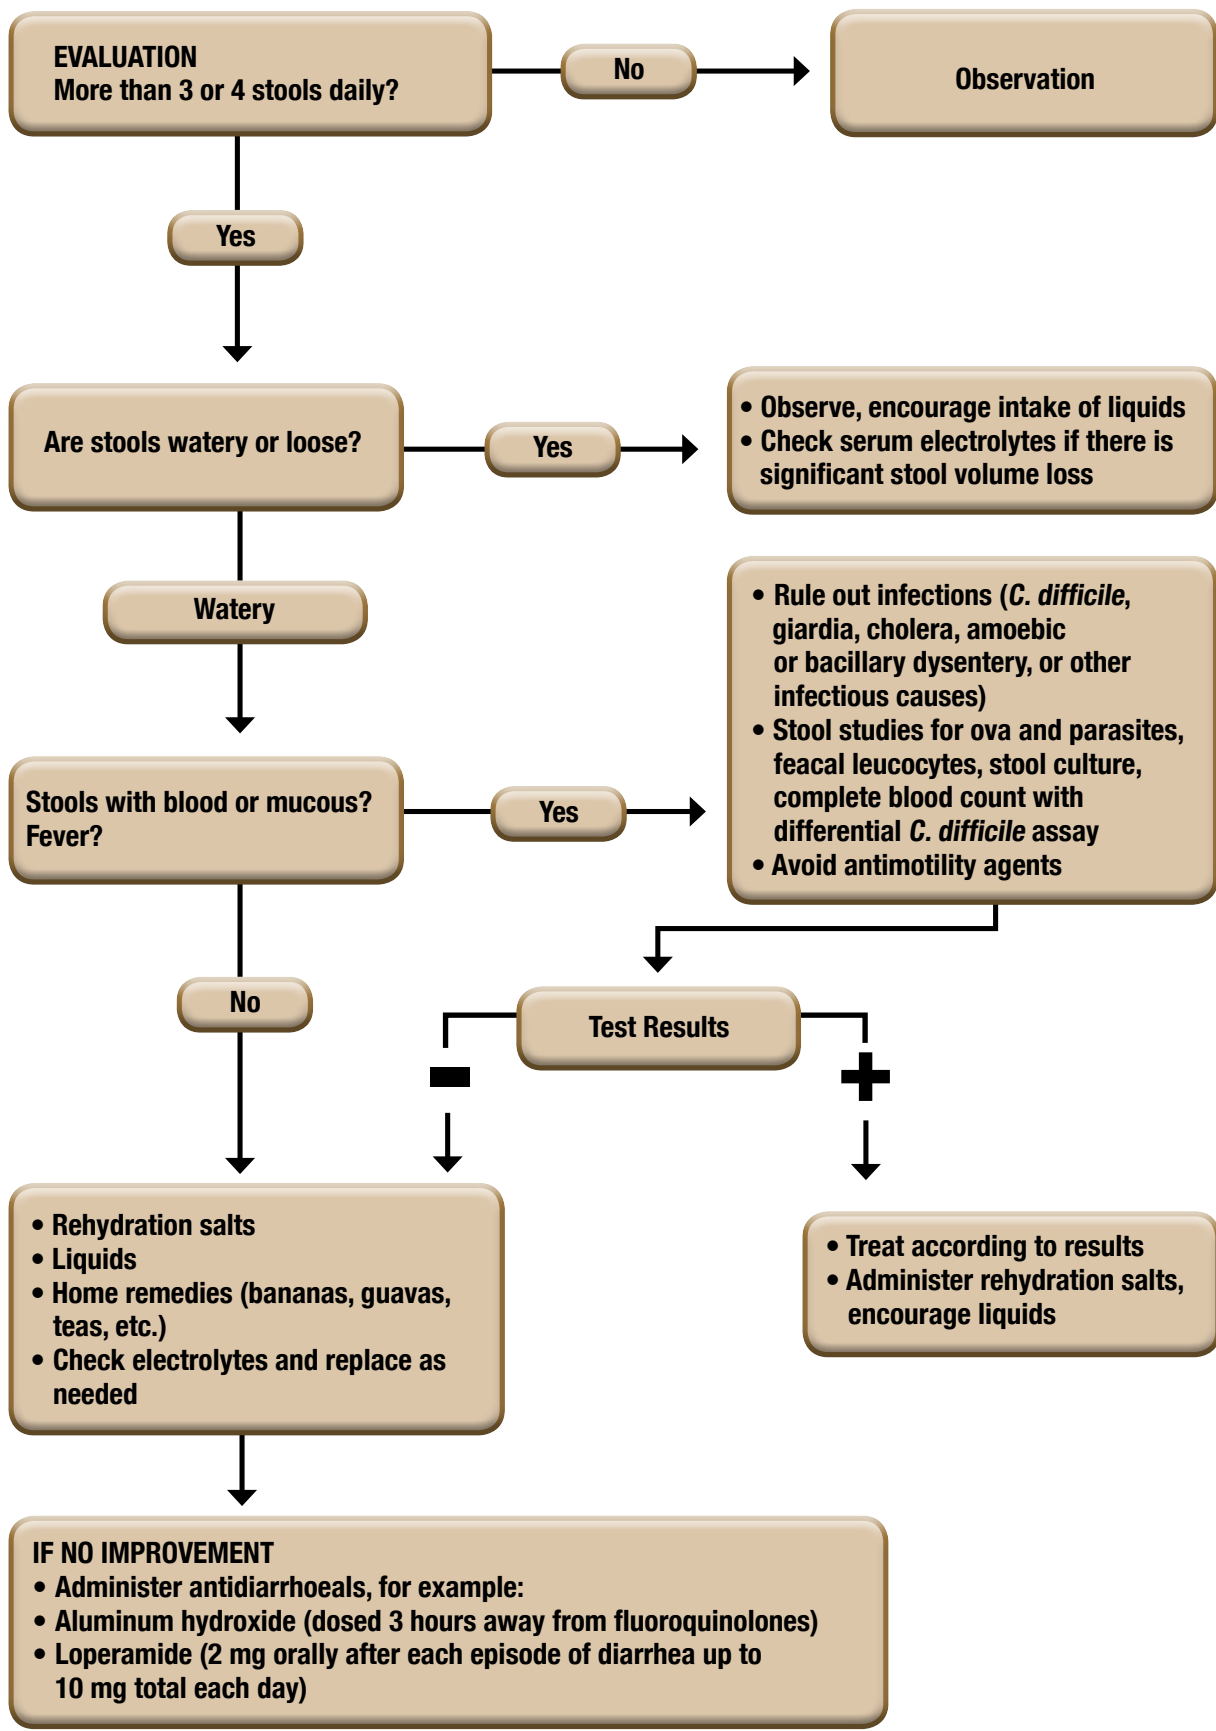 EVALUATION
More than 3 or 4 stools daily?
No
Observation
Yes
Are stools watery or loose?
Yes
• Observe, encourage intake of liquids
• Check serum electrolytes if there is
significant stool volume loss
Watery
Stools with blood or mucous?
Fever?
Yes
• Rule out infections (C. difficile,
giardia, cholera, amoebic
or bacillary dysentery, or other
infectious causes)
• Stool studies for ova and parasites,
feacal leucocytes, stool culture,
complete blood count with
differential C. difficile assay
• Avoid antimotility agents
No
Test Results
• Rehydration salts
• Liquids
• Home remedies (bananas, guavas,
teas, etc.)
• Check electrolytes and replace as
needed
• Treat according to results
• Administer rehydration salts,
encourage liquids
IF NO IMPROVEMENT
• Administer antidiarrhoeals, for example:
• Aluminum hydroxide (dosed 3 hours away from fluoroquinolones)
• Loperamide (2 mg orally after each episode of diarrhea up to
10 mg total each day)